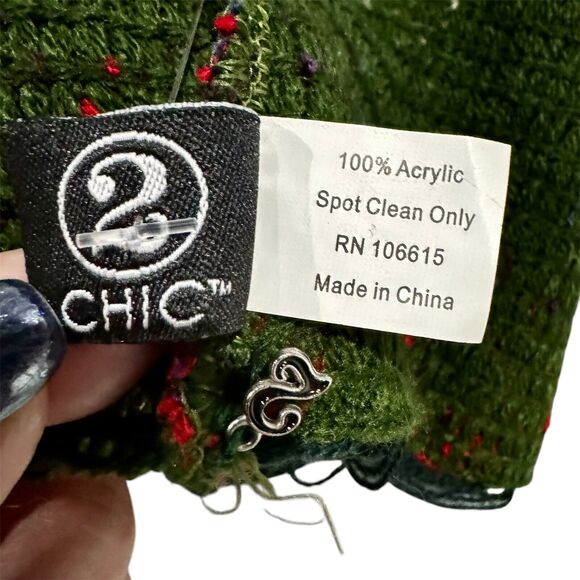 2
CHIC™
100% Acrylic
Spot Clean Only
RN 106615
Made in China